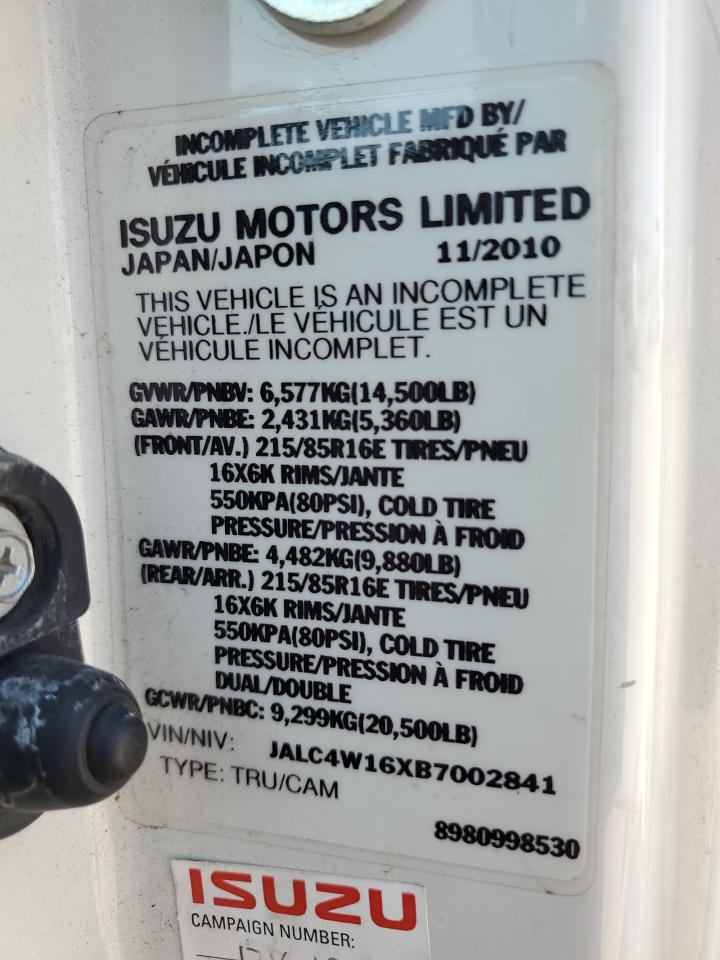 INCOMPLETE VEHICLE MFD BY/
VÉHICULE INCOMPLET FABRIQUÉ PAR
ISUZU MOTORS LIMITED
JAPAN/JAPON 11/2010
THIS VEHICLE IS AN INCOMPLETE
VEHICLE./LE VÉHICULE EST UN
VÉHICULE INCOMPLET.
GVWR/PNBV: 6,577KG(14,500LB)
GAWR/PNBE: 2,431KG(5,360LB)
(FRONT/AV.) 215/85R16E TIRES/PNEU
16X6K RIMS/JANTE
550KPA(80PSI), COLD TIRE
PRESSURE/PRESSION À FROID
GAWR/PNBE: 4,482KG(9,880LB)
(REAR/ARR.) 215/85R16E TIRES/PNEU
16X6K RIMS/JANTE
550KPA(80PSI), COLD TIRE
PRESSURE/PRESSION À FROID
DUAL/DOUBLE
GCWR/PNBC: 9,299KG(20,500LB)
VIN/NIV: JALC4W16XB7002841
TYPE: TRU/CAM
8980998530
ISUZU
CAMPAIGN NUMBER: